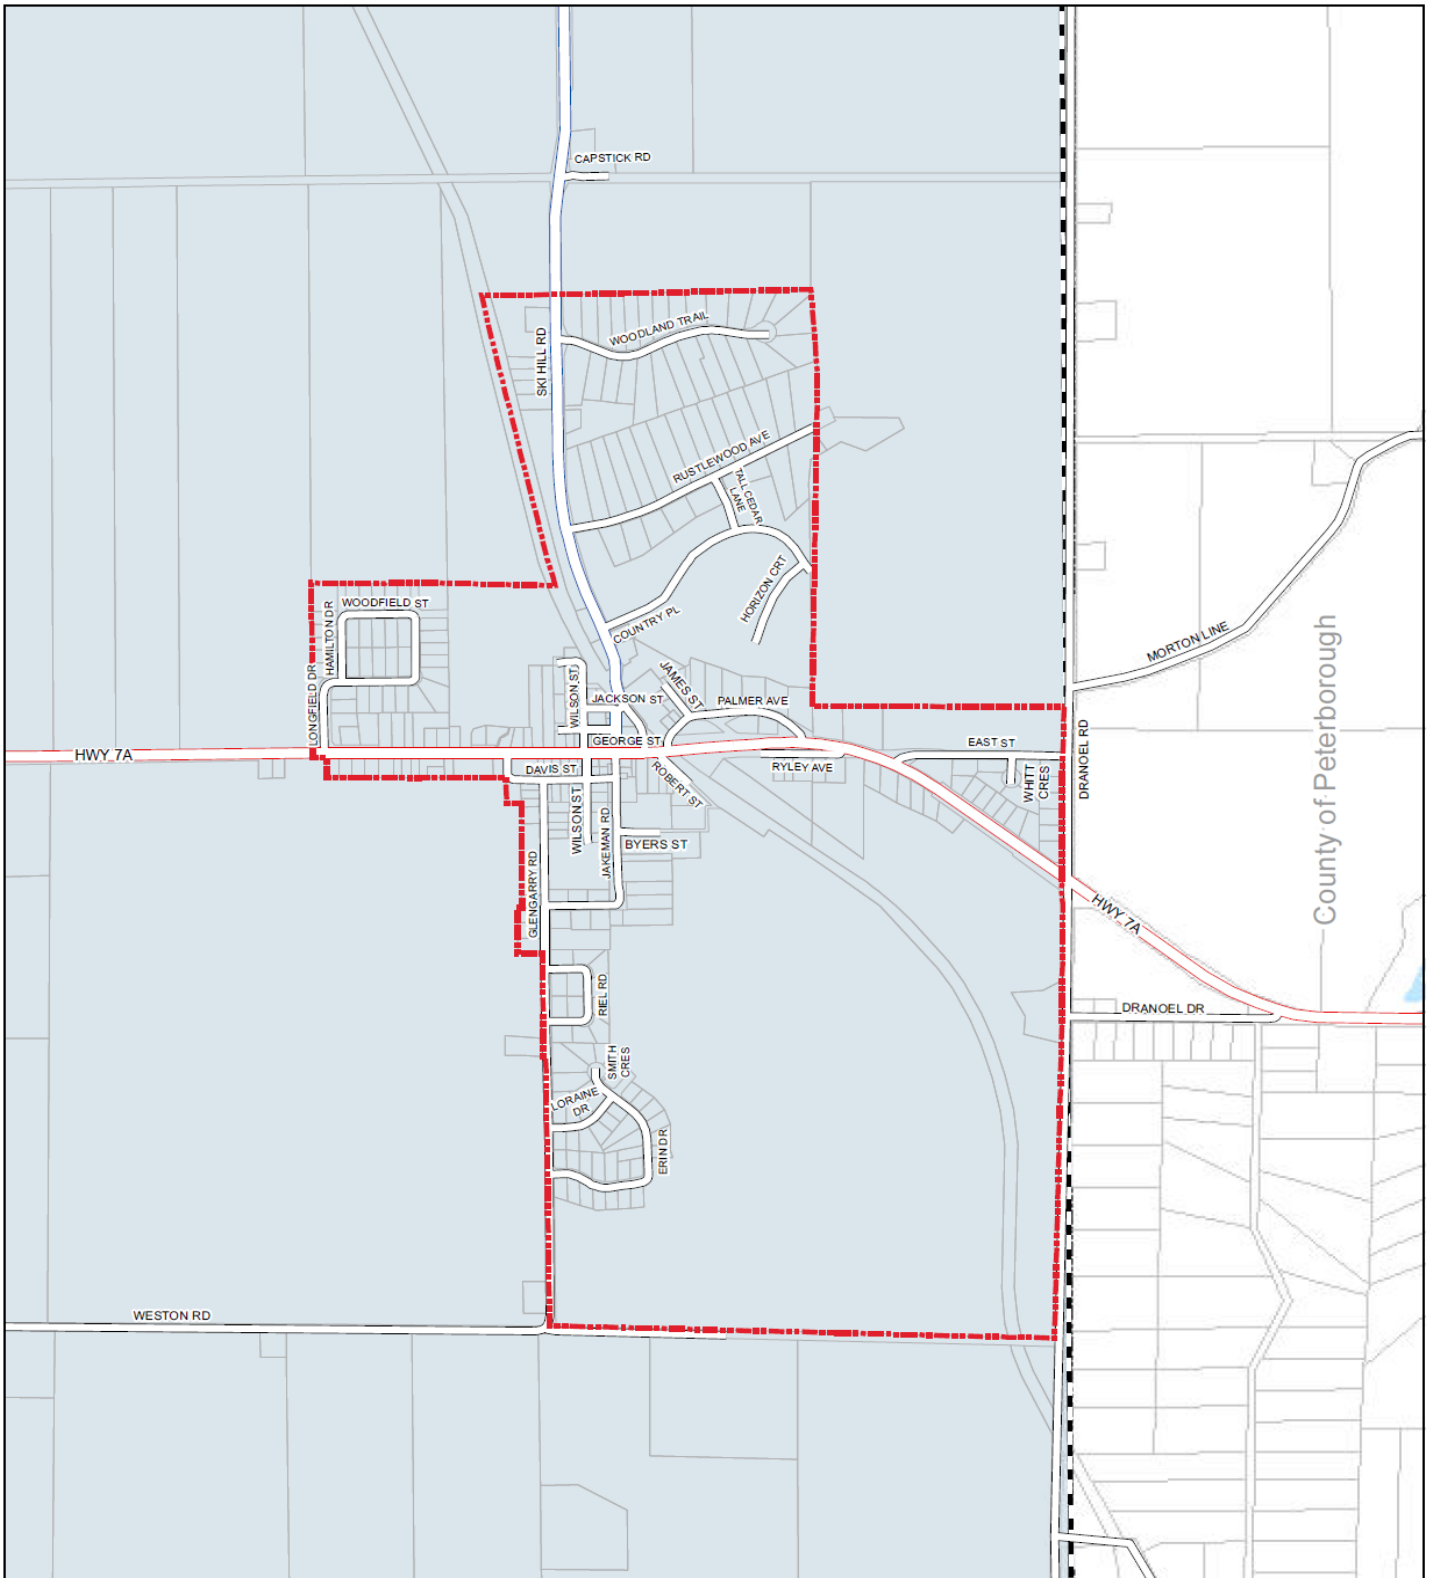 CAPSTICK RD
WOODLAND TRAIL
SKI HILL RD
RUSTLEWOOD AVE
TALL CEDAR
LANE
HORIZON CRT
COUNTRY PL
WOODFIELD ST
HAMILTON DR
LONGFIELD DR
WILSON ST
JACKSON ST
JAMES ST
PALMER AVE
MORTON LINE
County of Peterborough
DRANOEL RD
HWY 7A
GEORGE ST
EAST ST
DAVIS ST
ROBERT ST
RYLEY AVE
WHITT
CRES
WILSON ST
JAKEMAN RD
BYERS ST
GLENGARRY RD
HWY 7A
RIEL RD
DRANOEL DR
SMITH
CRES
LORAINE
DR
ERIN DR
WESTON RD